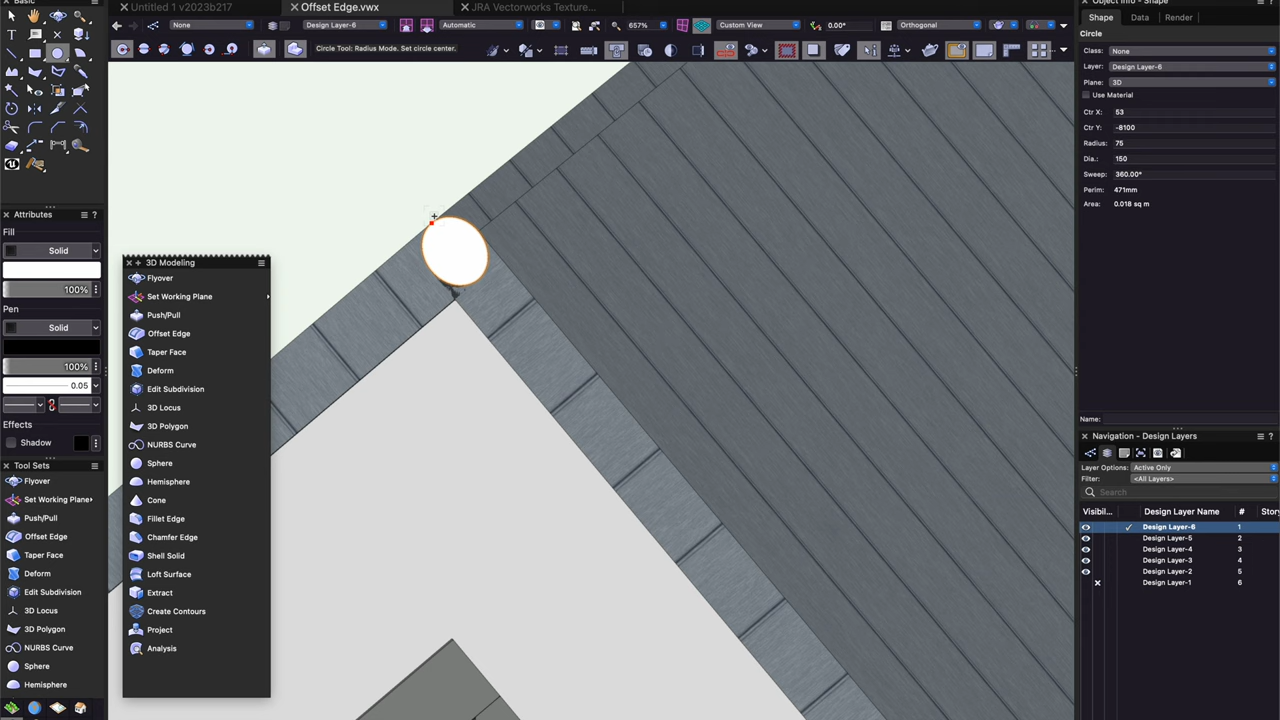 Basic
Untitled 1 v2023b217
Offset Edge.vwx
JRA Vectorworks Texture...
None
Design Layer-6
Automatic
657%
Custom View
0.00°
Orthogonal
Circle Tool: Radius Mode. Set circle center.
Attributes
?
Fill
Solid
100%
Pen
Solid
100%
0.05
Effects
Shadow
Tool Sets
Flyover
Set Working Plane
Push/Pull
Offset Edge
Taper Face
Deform
Edit Subdivision
3D Locus
3D Polygon
NURBS Curve
Sphere
Hemisphere
3D Modeling
Flyover
Set Working Plane
Push/Pull
Offset Edge
Taper Face
Deform
Edit Subdivision
3D Locus
3D Polygon
NURBS Curve
Sphere
Hemisphere
Cone
Fillet Edge
Chamfer Edge
Shell Solid
Loft Surface
Extract
Create Contours
Project
Analysis
Object Info - Shape
Shape
Data
Render
Circle
Class:
None
Layer:
Design Layer-6
Plane:
3D
Use Material
Ctr X:
53
Ctr Y:
-8100
Radius:
75
Dia.:
150
Sweep:
360.00°
Perim:
471mm
Area:
0.018 sq m
Name:
Navigation - Design Layers
?
Layer Options:
Active Only
Filter:
<All Layers>
Search
Visibil...
Design Layer Name
#
Story
Design Layer-6
1
Design Layer-5
2
Design Layer-4
3
Design Layer-3
4
Design Layer-2
5
Design Layer-1
6